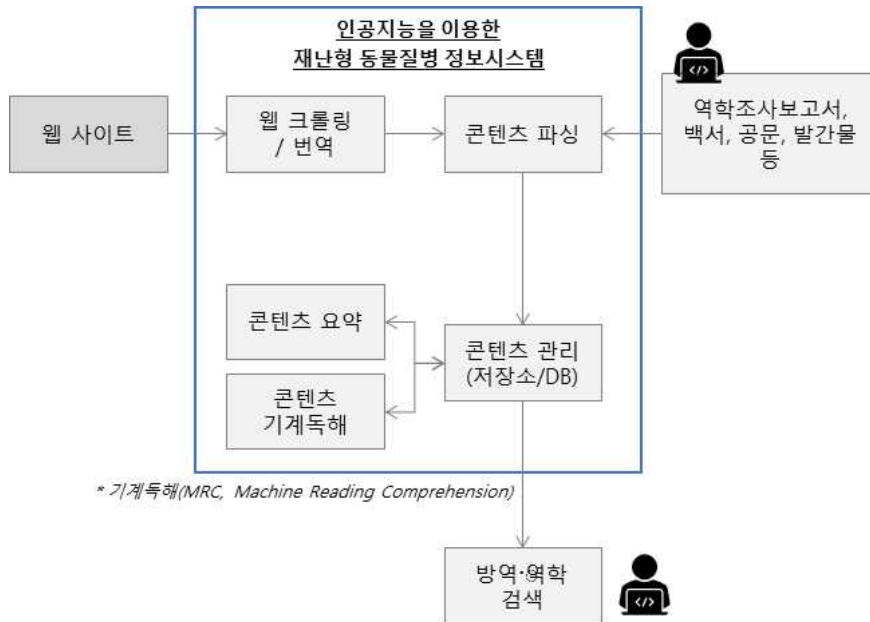 인공지능을 이용한
재난형 동물질병 정보시스템
웹 사이트
웹 크롤링
/ 번역
콘텐츠 파싱
역학조사보고서,
백서, 공문, 발간물
등
콘텐츠 요약
콘텐츠
기계독해
콘텐츠 관리
(저장소/DB)
* 기계독해(MRC, Machine Reading Comprehension)
방역·역학
검색